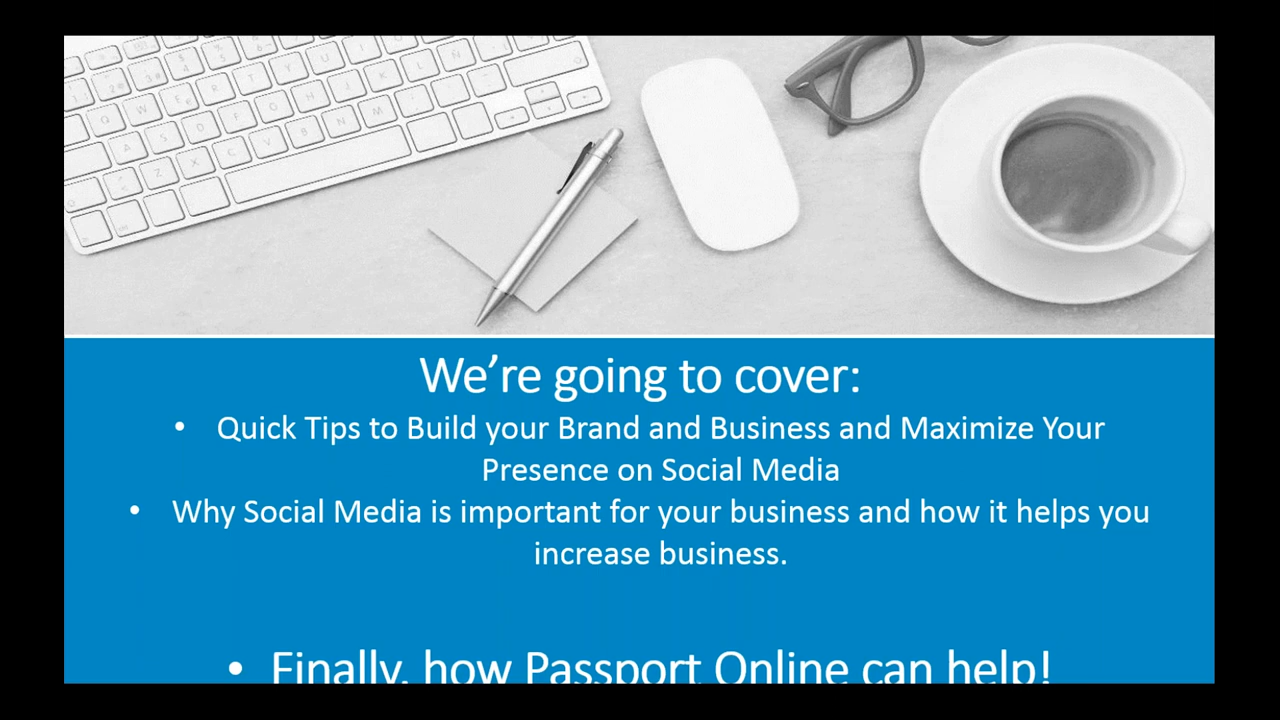 We’re going to cover:
• Quick Tips to Build your Brand and Business and Maximize Your
Presence on Social Media
• Why Social Media is important for your business and how it helps you
increase business.
• Finally, how Passport Online can help!